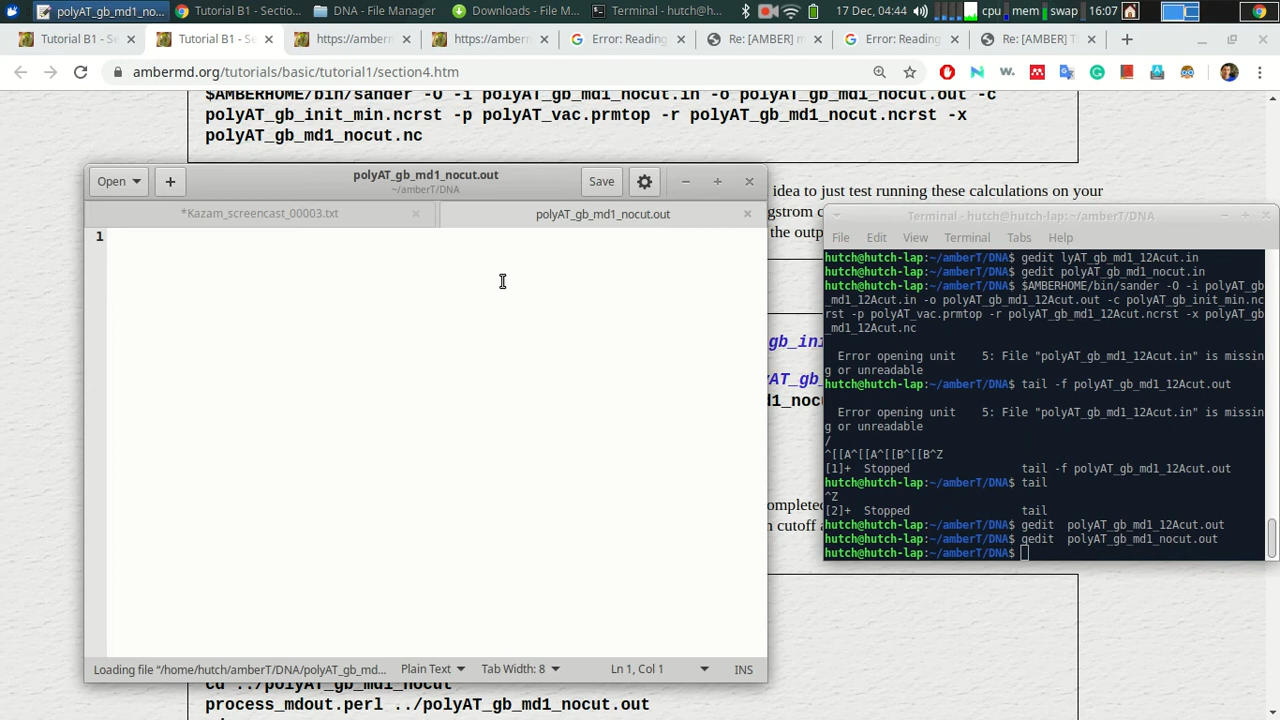 polyAT_gb_md1_no...
Tutorial B1 - Sectio...
DNA - File Manager
Downloads - File M...
Terminal - hutch@h...
17 Dec, 04:44
cpu
mem
swap
16:07
Tutorial B1 - Se
Tutorial B1 - Se
https://amberm
https://amberm
Error: Reading
Re: [AMBER] m
Error: Reading
Re: [AMBER] T
ambermd.org/tutorials/basic/tutorial1/section4.htm
$AMBERHOME/bin/sander -O -i polyAT_gb_md1_nocut.in -o polyAT_gb_md1_nocut.out -c
polyAT_gb_init_min.ncrst -p polyAT_vac.prmtop -r polyAT_gb_md1_nocut.ncrst -x
polyAT_gb_md1_nocut.nc
idea to just test running these calculations on your
ngstrom c
the outp
gb_ini
yAT_gb_
d1_nocu
ompleted
n cutoff a
cd ../polyAT_gb_md1_nocut
process_mdout.perl ../polyAT_gb_md1_nocut.out
Open
polyAT_gb_md1_nocut.out
~/amberT/DNA
Save
*Kazam_screencast_00003.txt
polyAT_gb_md1_nocut.out
1
Loading file “/home/hutch/amberT/DNA/polyAT_gb_md...
Plain Text
Tab Width: 8
Ln 1, Col 1
INS
Terminal - hutch@hutch-lap: ~/amberT/DNA
File Edit View Terminal Tabs Help
hutch@hutch-lap:~/amberT/DNA$ gedit lyAT_gb_md1_12Acut.in
hutch@hutch-lap:~/amberT/DNA$ gedit polyAT_gb_md1_nocut.in
hutch@hutch-lap:~/amberT/DNA$ $AMBERHOME/bin/sander -O -i polyAT_gb
_md1_12Acut.in -o polyAT_gb_md1_12Acut.out -c polyAT_gb_init_min.nc
rst -p polyAT_vac.prmtop -r polyAT_gb_md1_12Acut.ncrst -x polyAT_gb
_md1_12Acut.nc
Error opening unit 5: File "polyAT_gb_md1_12Acut.in" is missin
g or unreadable
hutch@hutch-lap:~/amberT/DNA$ tail -f polyAT_gb_md1_12Acut.out
Error opening unit 5: File "polyAT_gb_md1_12Acut.in" is missin
g or unreadable
/
^[[A^[[A^[[B^[[B^Z
[1]+ Stopped tail -f polyAT_gb_md1_12Acut.out
hutch@hutch-lap:~/amberT/DNA$ tail
^Z
[2]+ Stopped tail
hutch@hutch-lap:~/amberT/DNA$ gedit polyAT_gb_md1_12Acut.out
hutch@hutch-lap:~/amberT/DNA$ gedit polyAT_gb_md1_nocut.out
hutch@hutch-lap:~/amberT/DNA$